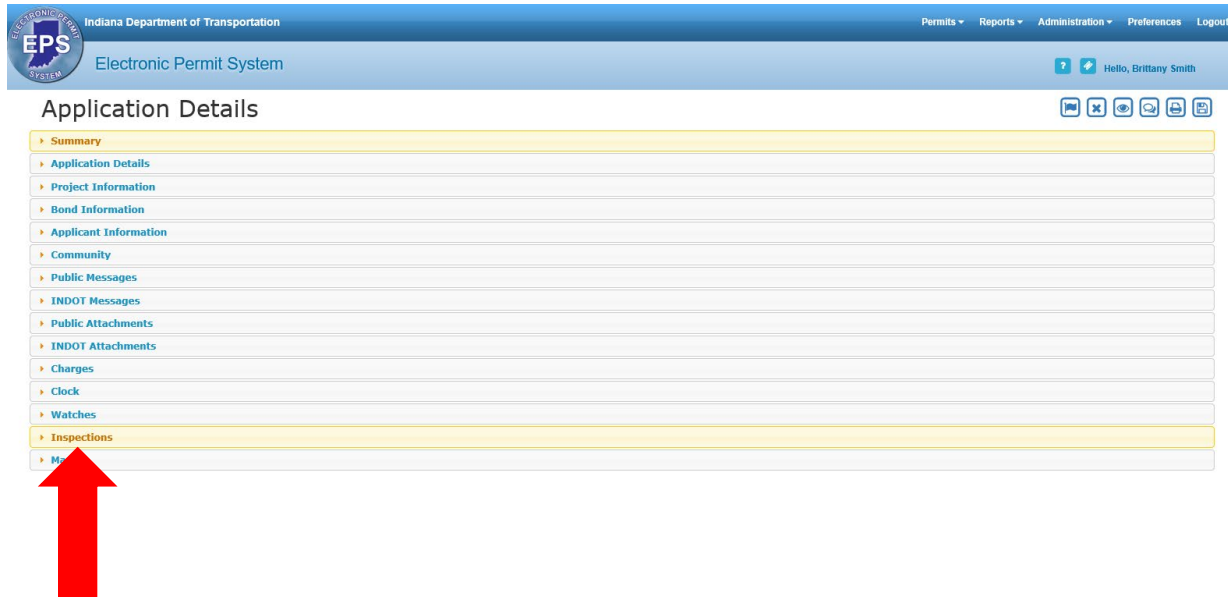 ELECTRONIC PERMIT
EPS
SYSTEM
Indiana Department of Transportation
Permits Reports Administration Preferences Logout
Electronic Permit System
? Hello, Brittany Smith
Application Details
Summary
Application Details
Project Information
Bond Information
Applicant Information
Community
Public Messages
INDOT Messages
Public Attachments
INDOT Attachments
Charges
Clock
Watches
Inspections